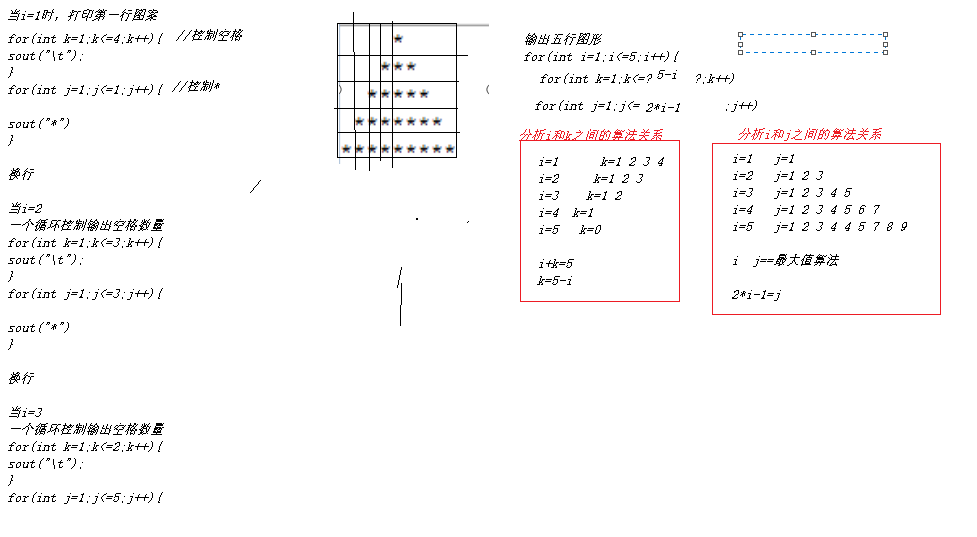 当i=1时，打印第一行图案
for(int k=1;k<=4;k++){ //控制空格
sout("\t");
}
for(int j=1;j<=1;j++){ //控制*
sout("*")
}
换行
当i=2
一个循环控制输出空格数量
for(int k=1;k<=3;k++){
sout("\t");
}
for(int j=1;j<=3;j++){
sout("*")
}
换行
当i=3
一个循环控制输出空格数量
for(int k=1;k<=2;k++){
sout("\t");
}
for(int j=1;j<=5;j++){
*
***
*****
*******
*********
输出五行图形
for(int i=1;i<=5;i++){
for(int k=1;k<=? 5-i ?;k++)
for(int j=1;j<= 2*i-1 ;j++)
分析i和k之间的算法关系
i=1 k=1 2 3 4
i=2 k=1 2 3
i=3 k=1 2
i=4 k=1
i=5 k=0
i+k=5
k=5-i
分析i和j之间的算法关系
i=1 j=1
i=2 j=1 2 3
i=3 j=1 2 3 4 5
i=4 j=1 2 3 4 5 6 7
i=5 j=1 2 3 4 4 5 7 8 9
i j==最大值算法
2*i-1=j